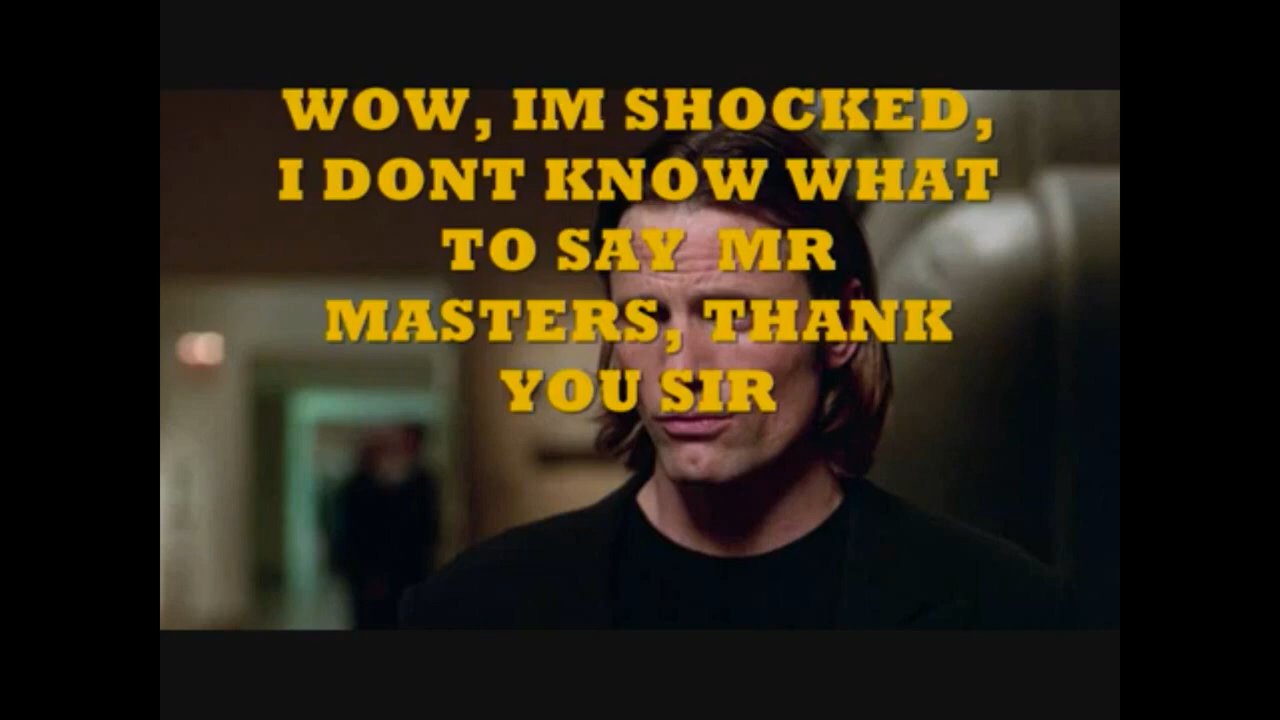 WOW, IM SHOCKED,
I DONT KNOW WHAT
TO SAY MR
MASTERS, THANK
YOU SIR